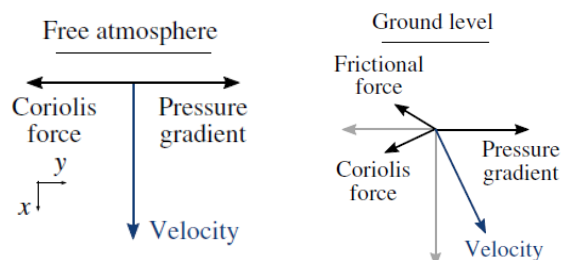 Free atmosphere
Coriolis
force
Pressure
gradient
y
x
Velocity
Ground level
Frictional
force
Coriolis
force
Pressure
gradient
Velocity